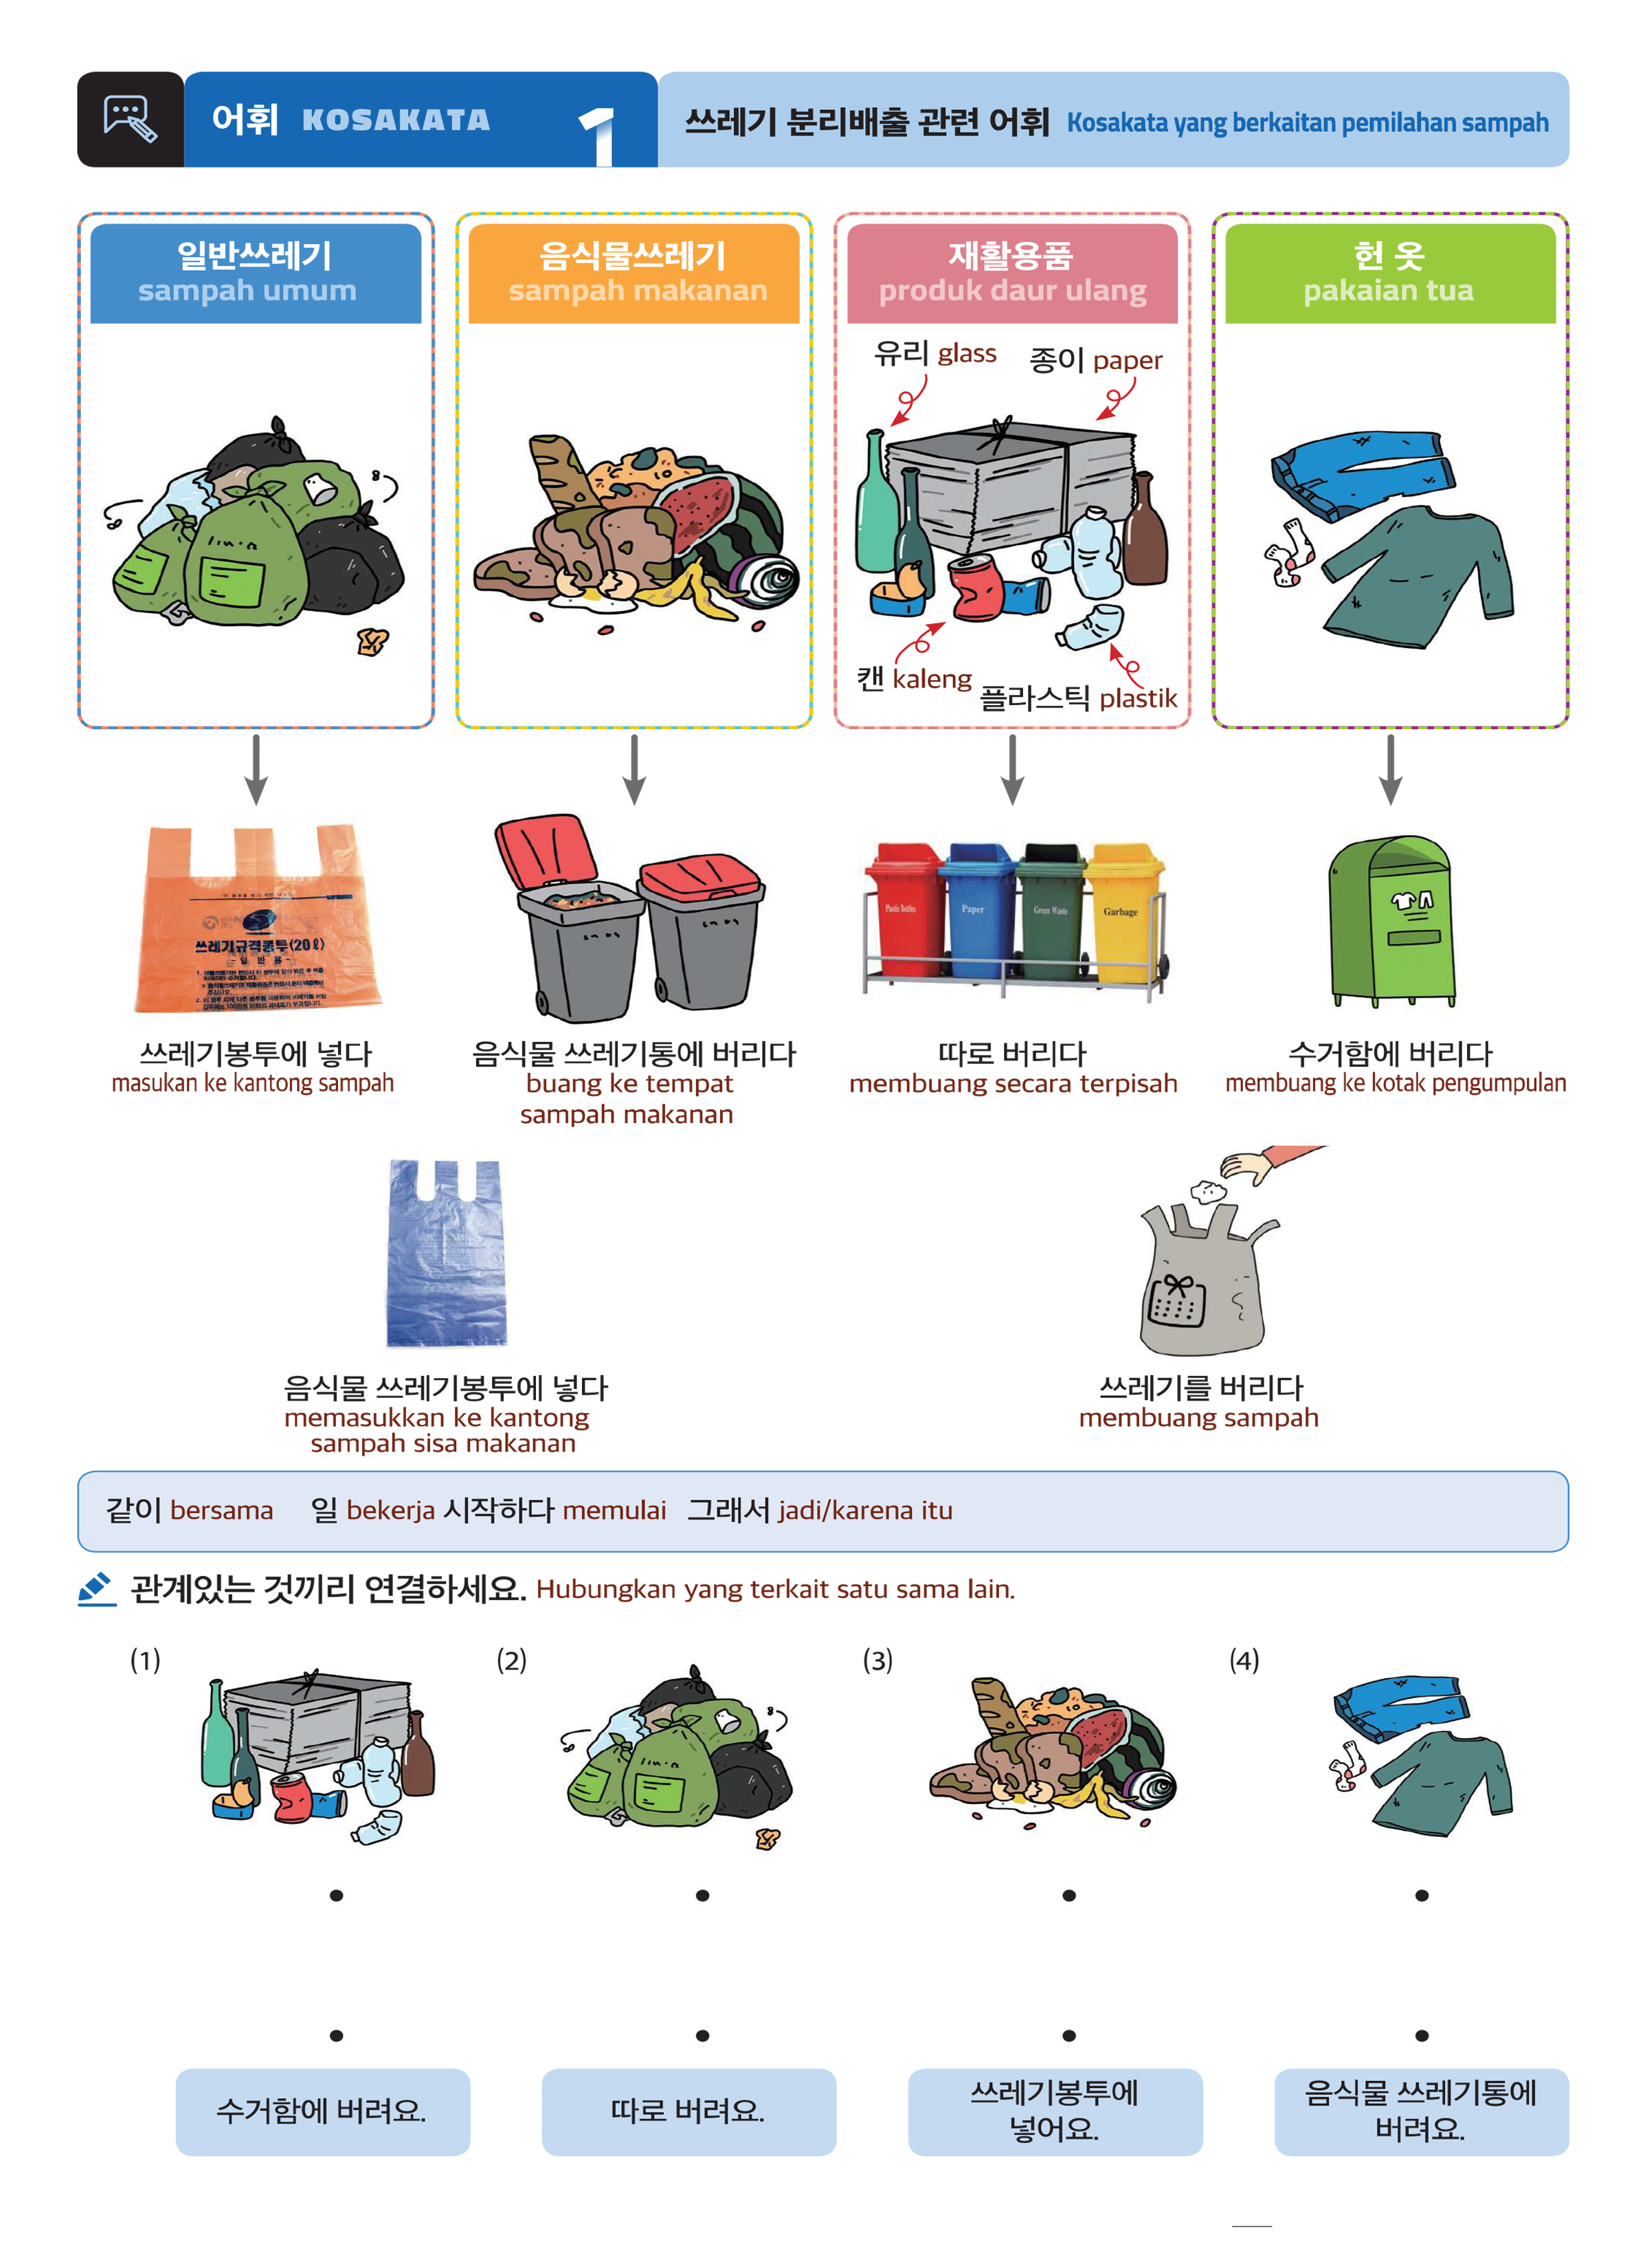 어휘 KOSAKATA 1 쓰레기 분리배출 관련 어휘 Kosakata yang berkaitan pemilahan sampah
일반쓰레기
sampah umum
음식물쓰레기
sampah makanan
재활용품
produk daur ulang
헌 옷
pakaian tua
유리 glass
종이 paper
캔 kaleng
플라스틱 plastik
쓰레기규격봉투(20ℓ)
-일반용-
Plastic Bottles
Paper
Green Waste
Garbage
쓰레기봉투에 넣다
masukan ke kantong sampah
음식물 쓰레기통에 버리다
buang ke tempat
sampah makanan
따로 버리다
membuang secara terpisah
수거함에 버리다
membuang ke kotak pengumpulan
음식물 쓰레기봉투에 넣다
memasukkan ke kantong
sampah sisa makanan
쓰레기를 버리다
membuang sampah
같이 bersama 일 bekerja 시작하다 memulai 그래서 jadi/karena itu
관계있는 것끼리 연결하세요. Hubungkan yang terkait satu sama lain.
(1)
(2)
(3)
(4)
수거함에 버려요.
따로 버려요.
쓰레기봉투에
넣어요.
음식물 쓰레기통에
버려요.